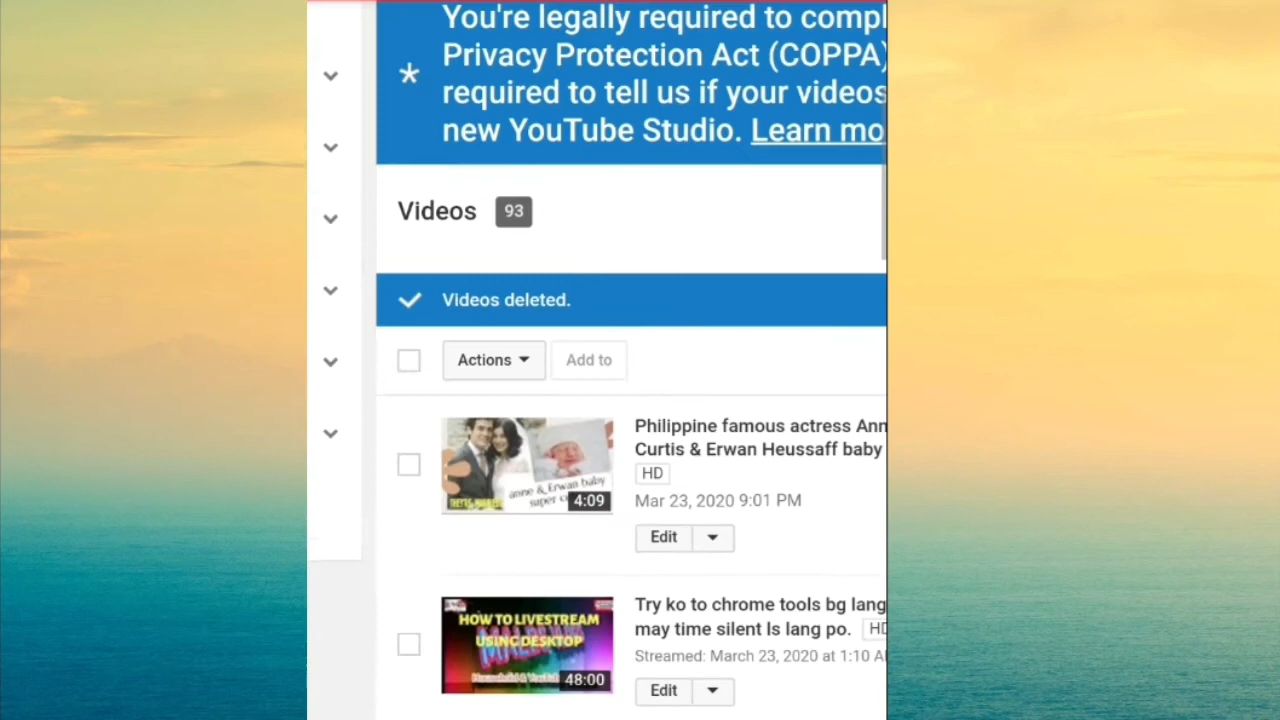 You're legally required to compl
Privacy Protection Act (COPPA)
required to tell us if your videos
new YouTube Studio. Learn mo
Videos 93
Videos deleted.
Actions Add to
Philippine famous actress Ann
Curtis & Erwan Heussaff baby
HD
anne & Erwan baby
super
4:09
Mar 23, 2020 9:01 PM
Edit
Try ko to chrome tools bg lang
may time silent ls lang po. HD
HOW TO LIVESTREAM
USING DESKTOP
48:00
Streamed: March 23, 2020 at 1:10 A
Edit